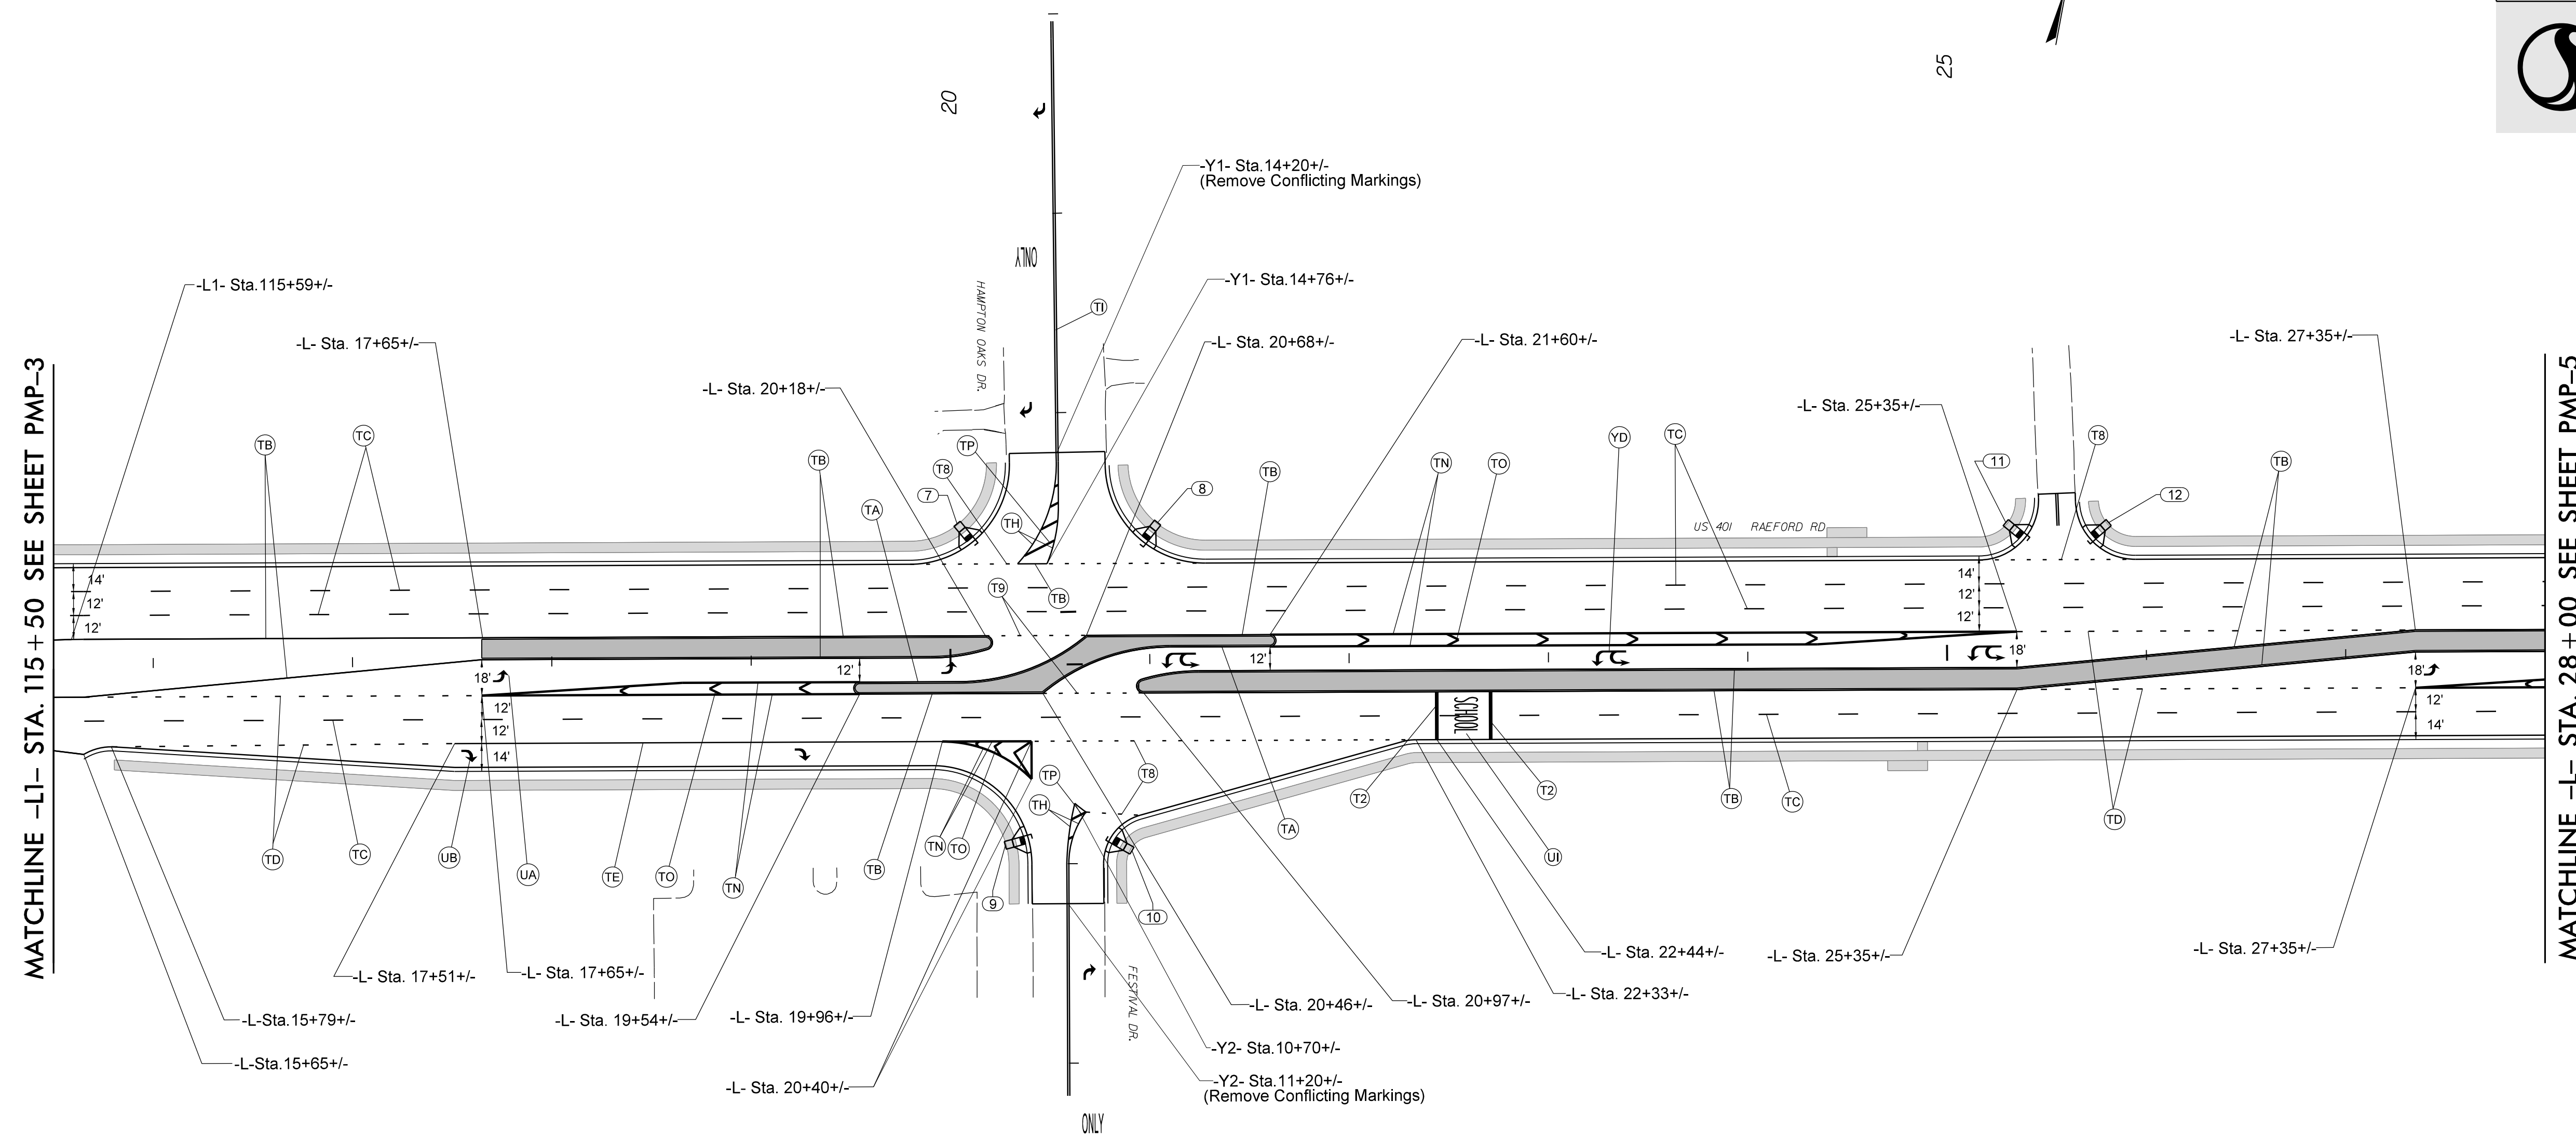 25
20
-Y1- Sta.14+20+/-
(Remove Conflicting Markings)
ONLY
-L1- Sta.115+59+/-
-Y1- Sta.14+76+/-
HAMPTON OAKS DR.
TI
-L- Sta. 17+65+/-
-L- Sta. 20+68+/-
-L- Sta. 21+60+/-
-L- Sta. 27+35+/-
-L- Sta. 20+18+/-
-L- Sta. 25+35+/-
MATCHLINE -L1- STA. 115+50 SEE SHEET PMP-3
MATCHLINE -L- STA. 28+00 SEE SHEET PMP-5
TB
TC
TB
TP
T8
TA
7
TH
8
TB
TN
TO
YD
TC
11
T8
12
TB
US 401 RAEFORD RD
14'
12'
12'
T9
TB
14'
12'
12'
18'
12'
12'
18'
18'
12'
12'
14'
12'
14'
SCHOOL
TD
TC
UB
UA
TE
TO
TN
TB
TN
TO
TP
TH
T8
TA
T2
T2
UI
TB
TC
TD
9
10
-L- Sta. 17+51+/-
-L- Sta. 17+65+/-
-L- Sta. 22+44+/-
-L- Sta. 25+35+/-
-L- Sta. 27+35+/-
-L-Sta.15+79+/-
-L- Sta. 19+54+/-
-L- Sta. 19+96+/-
FESTIVAL DR.
-L- Sta. 20+46+/-
-L- Sta. 20+97+/-
-L- Sta. 22+33+/-
-L-Sta.15+65+/-
-L- Sta. 20+40+/-
-Y2- Sta.10+70+/-
-Y2- Sta.11+20+/-
(Remove Conflicting Markings)
ONLY